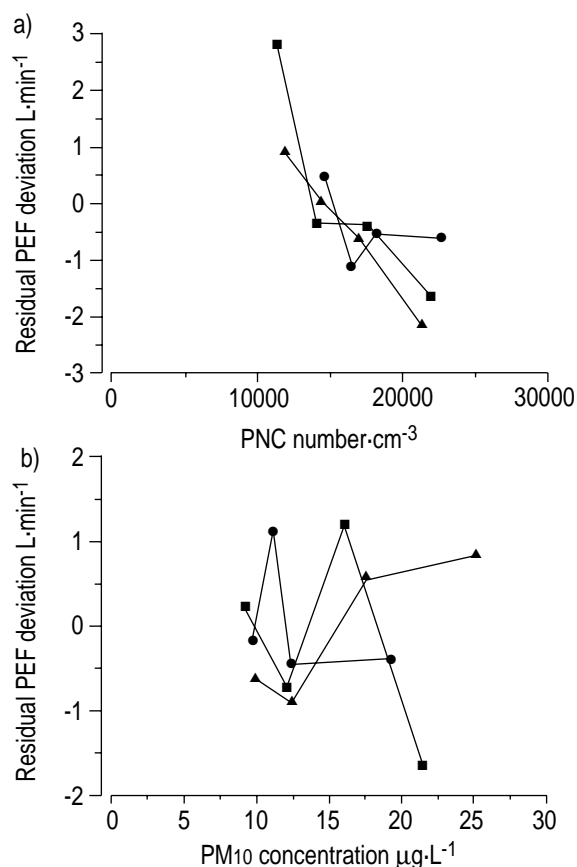 a)
3
2
1
0
-1
-2
-3
Residual PEF deviation L·min-1
0 10000 20000 30000
PNC number·cm-3
b)
2
1
0
-1
-2
Residual PEF deviation L·min-1
0 5 10 15 20 25 30
PM10 concentration µg·L-1